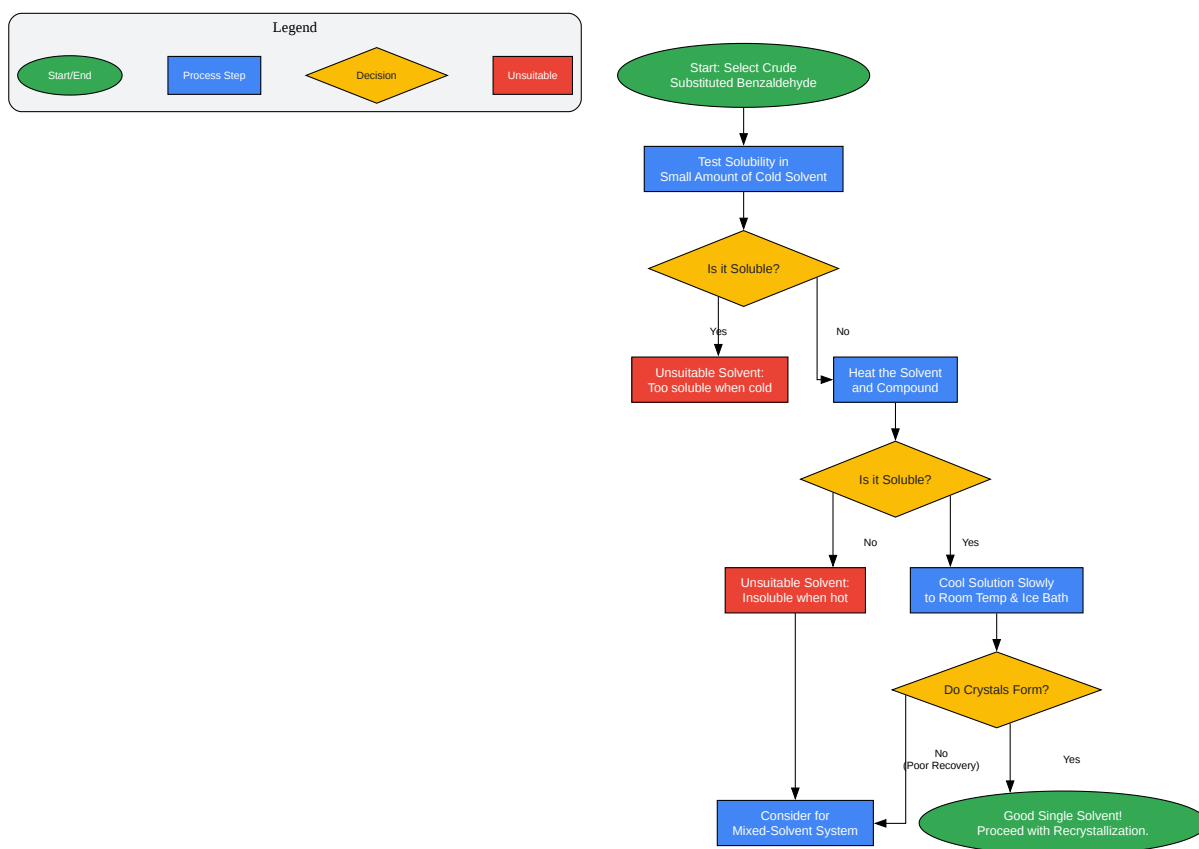 Legend
Start/End
Process Step
Decision
Unsuitable
Start: Select Crude
Substituted Benzaldehyde
Test Solubility in
Small Amount of Cold Solvent
Is it Soluble?
Yes
No
Unsuitable Solvent:
Too soluble when cold
Heat the Solvent
and Compound
Is it Soluble?
No
Yes
Unsuitable Solvent:
Insoluble when hot
Cool Solution Slowly
to Room Temp & Ice Bath
Do Crystals Form?
No
(Poor Recovery)
Yes
Consider for
Mixed-Solvent System
Good Single Solvent!
Proceed with Recrystallization.